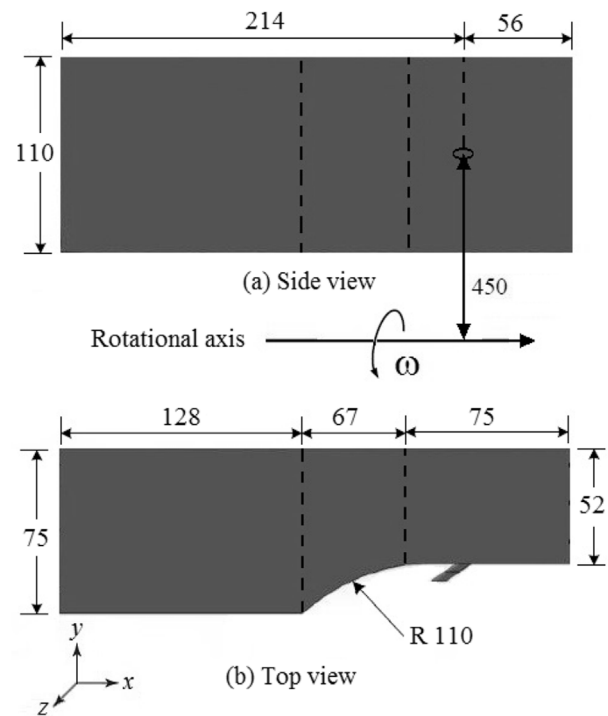 214
56
110
(a) Side view
450
Rotational axis
ω
128
67
75
75
52
R 110
y
x
z
(b) Top view